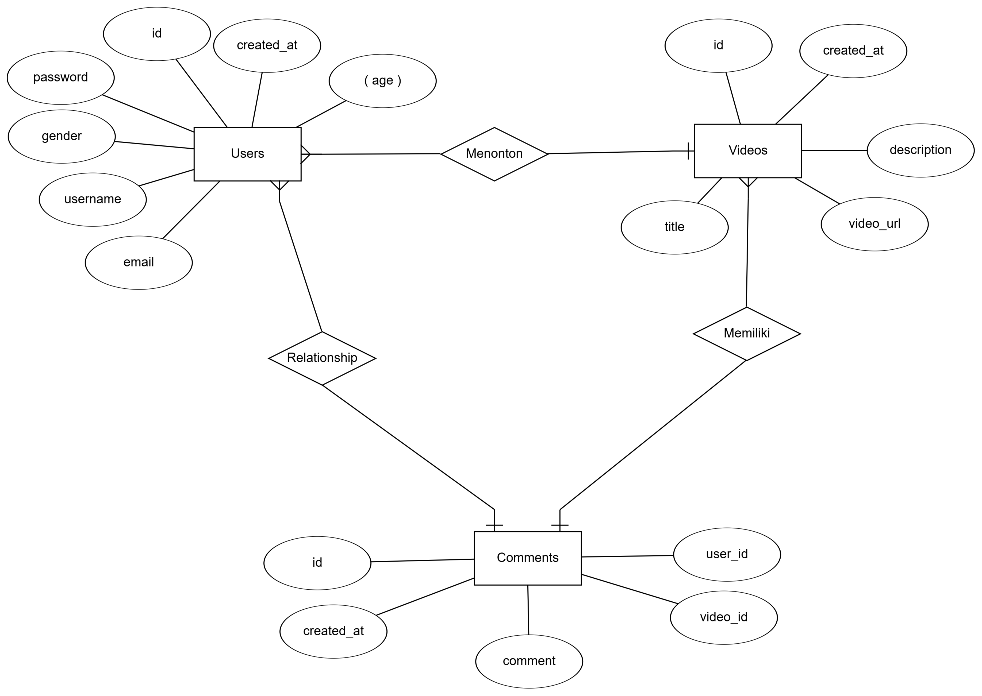 id
created_at
password
( age )
gender
Users
username
email
Menonton
id
created_at
Videos
description
title
video_url
Relationship
Memiliki
Comments
id
user_id
created_at
video_id
comment